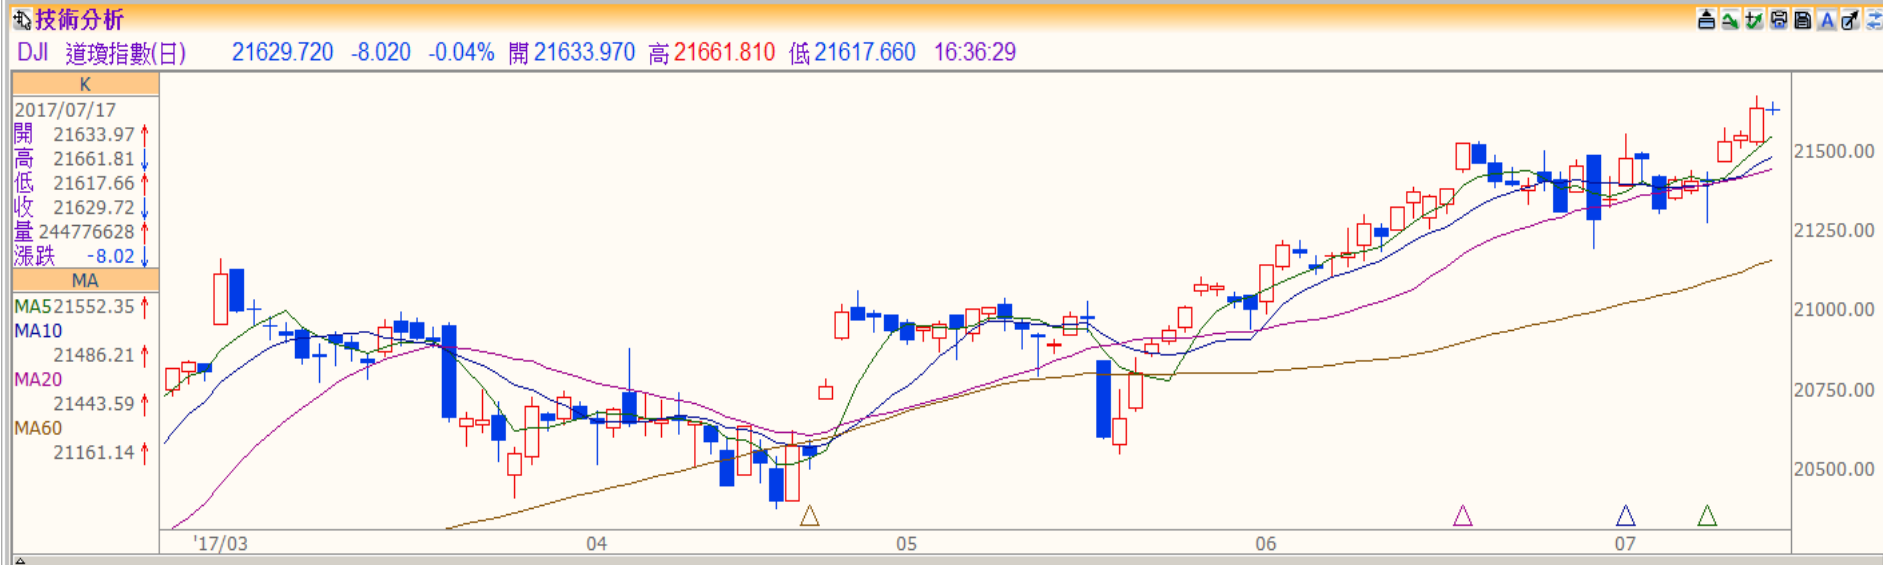 技術分析
DJI 道瓊指數(日) 21629.720 -8.020 -0.04% 開 21633.970 高 21661.810 低 21617.660 16:36:29
K
2017/07/17
開 21633.97
高 21661.81
低 21617.66
收 21629.72
量 244776628
漲跌 -8.02
MA
MA5 21552.35
MA10
21486.21
MA20
21443.59
MA60
21161.14
21500.00
21250.00
21000.00
20750.00
20500.00
'17/03 04 05 06 07